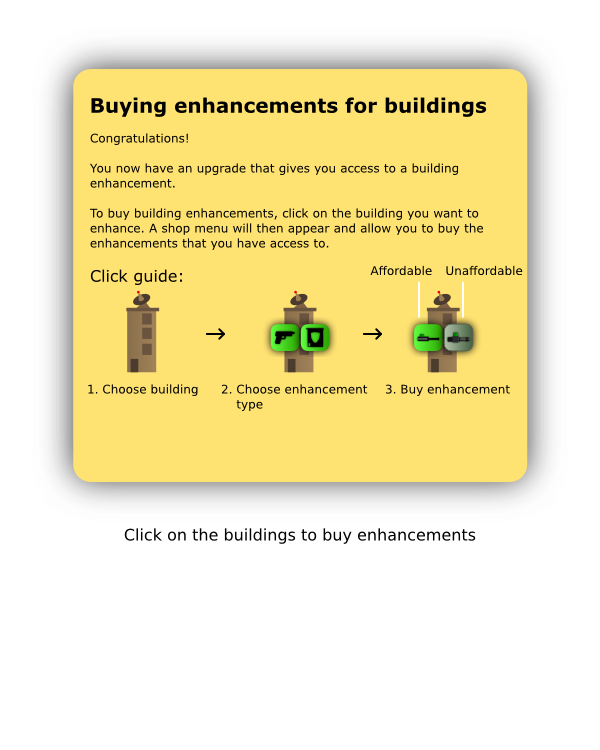 Buying enhancements for buildings
Congratulations!
You now have an upgrade that gives you access to a building
enhancement.
To buy building enhancements, click on the building you want to
enhance. A shop menu will then appear and allow you to buy the
enhancements that you have access to.
Click guide:
Affordable Unaffordable
→ →
1. Choose building 2. Choose enhancement 3. Buy enhancement
type
Click on the buildings to buy enhancements